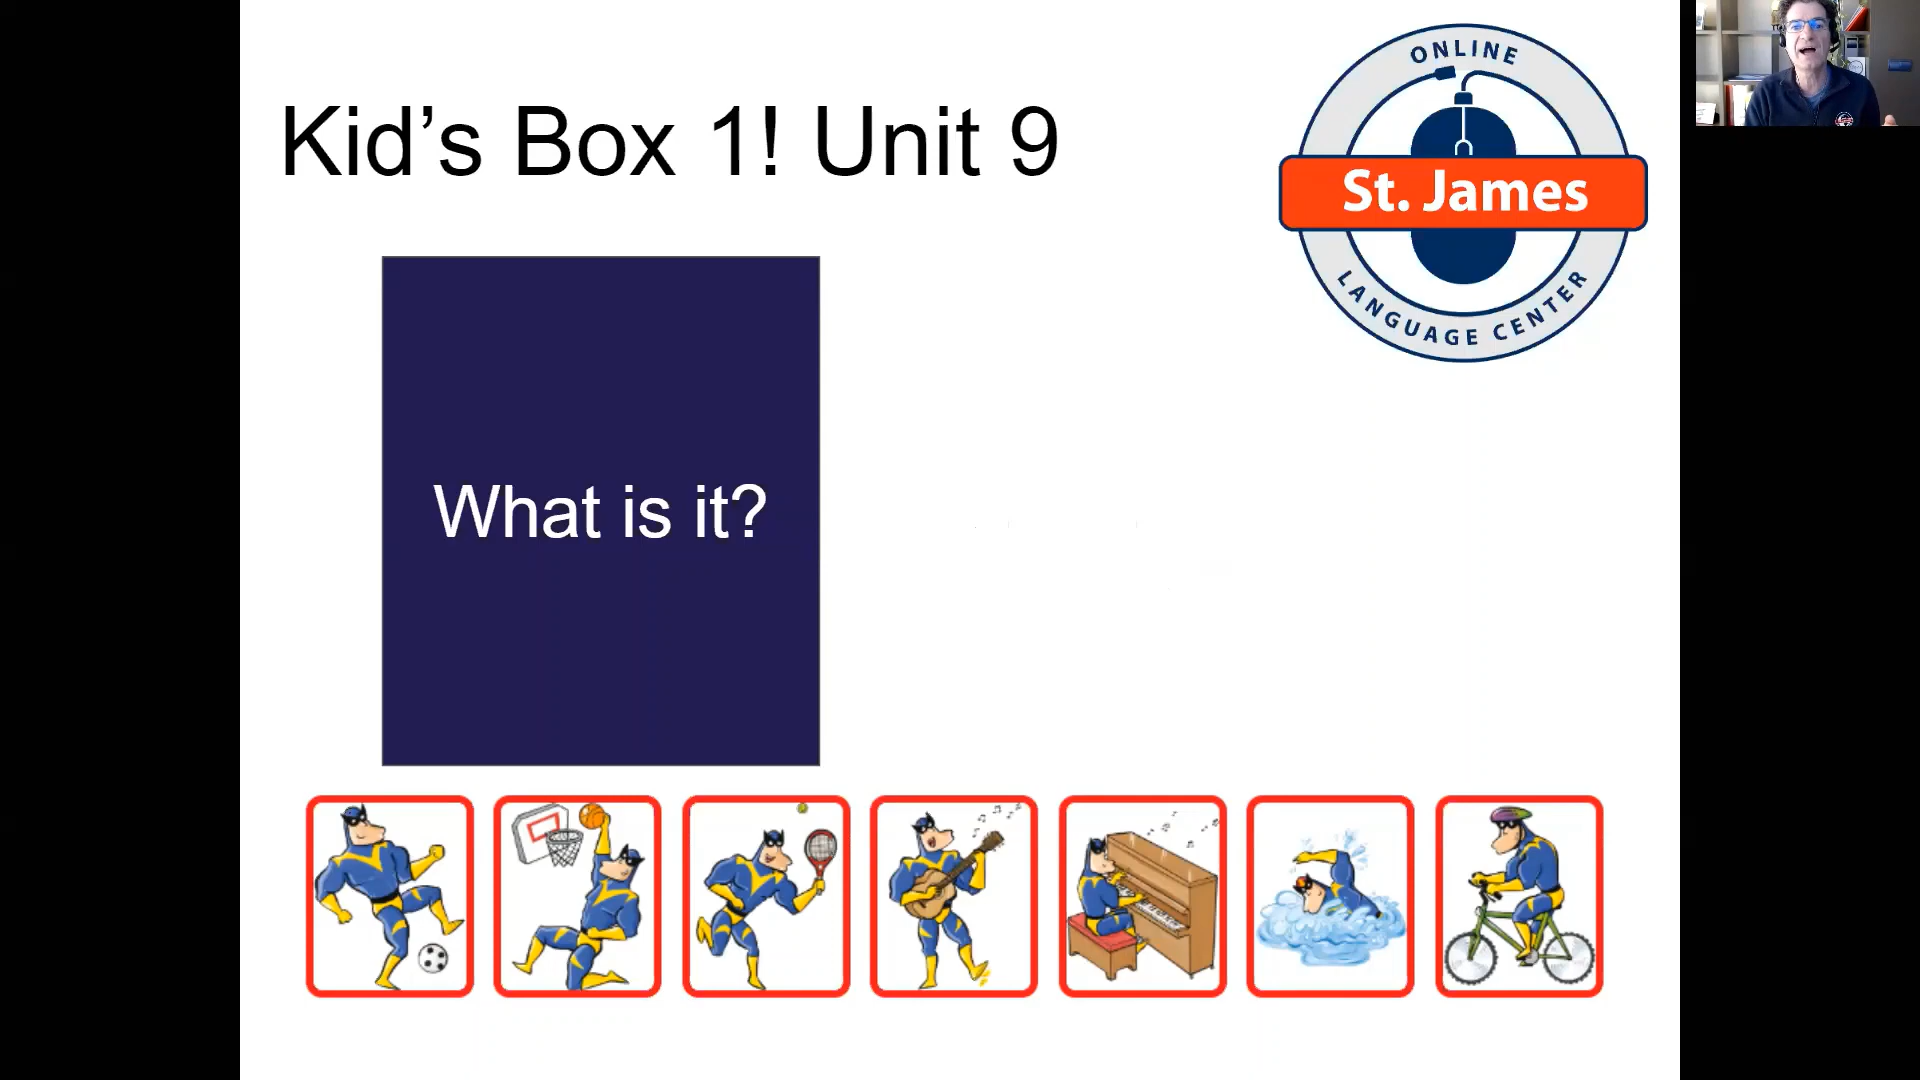 Kid’s Box 1! Unit 9
ONLINE
St. James
LANGUAGE CENTER
What is it?